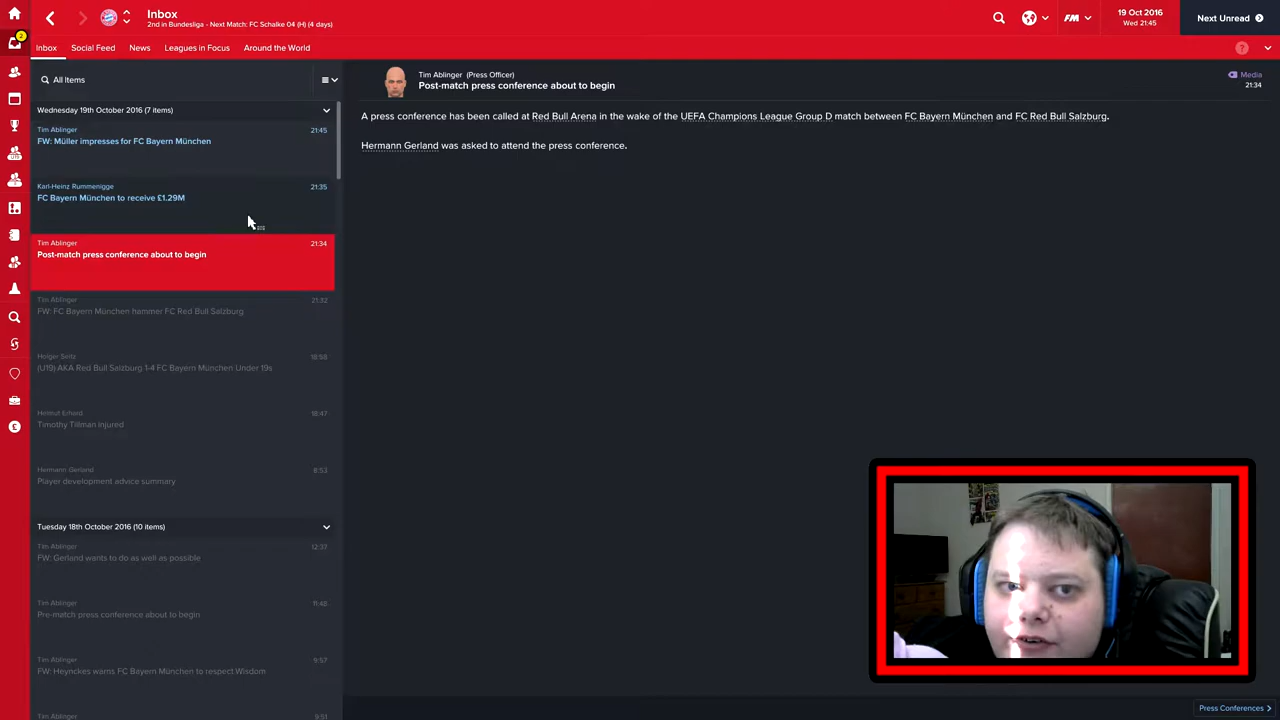 Inbox
2nd in Bundesliga - Next Match: FC Schalke 04 (H) (4 days)
FM
19 Oct 2016
Wed 21:45
Next Unread
2
Inbox
Social Feed
News
Leagues in Focus
Around the World
?
All Items
Wednesday 19th October 2016 (7 items)
Tim Ablinger 21:45
FW: Müller impresses for FC Bayern München
Karl-Heinz Rummenigge 21:35
FC Bayern München to receive £1.29M
Tim Ablinger 21:34
Post-match press conference about to begin
Tim Ablinger 21:32
FW: FC Bayern München hammer FC Red Bull Salzburg
Holger Seitz 18:58
(U19) AKA Red Bull Salzburg 1-4 FC Bayern München Under 19s
Helmut Erhard 18:47
Timothy Tillman injured
Hermann Gerland 8:53
Player development advice summary
Tuesday 18th October 2016 (10 items)
Tim Ablinger 12:37
FW: Gerland wants to do as well as possible
Tim Ablinger 11:48
Pre-match press conference about to begin
Tim Ablinger 9:57
FW: Heynckes warns FC Bayern München to respect Wisdom
Tim Ablinger 9:51
Tim Ablinger (Press Officer)
Post-match press conference about to begin
Media
21:34
A press conference has been called at Red Bull Arena in the wake of the UEFA Champions League Group D match between FC Bayern München and FC Red Bull Salzburg.
Hermann Gerland was asked to attend the press conference.
Press Conferences